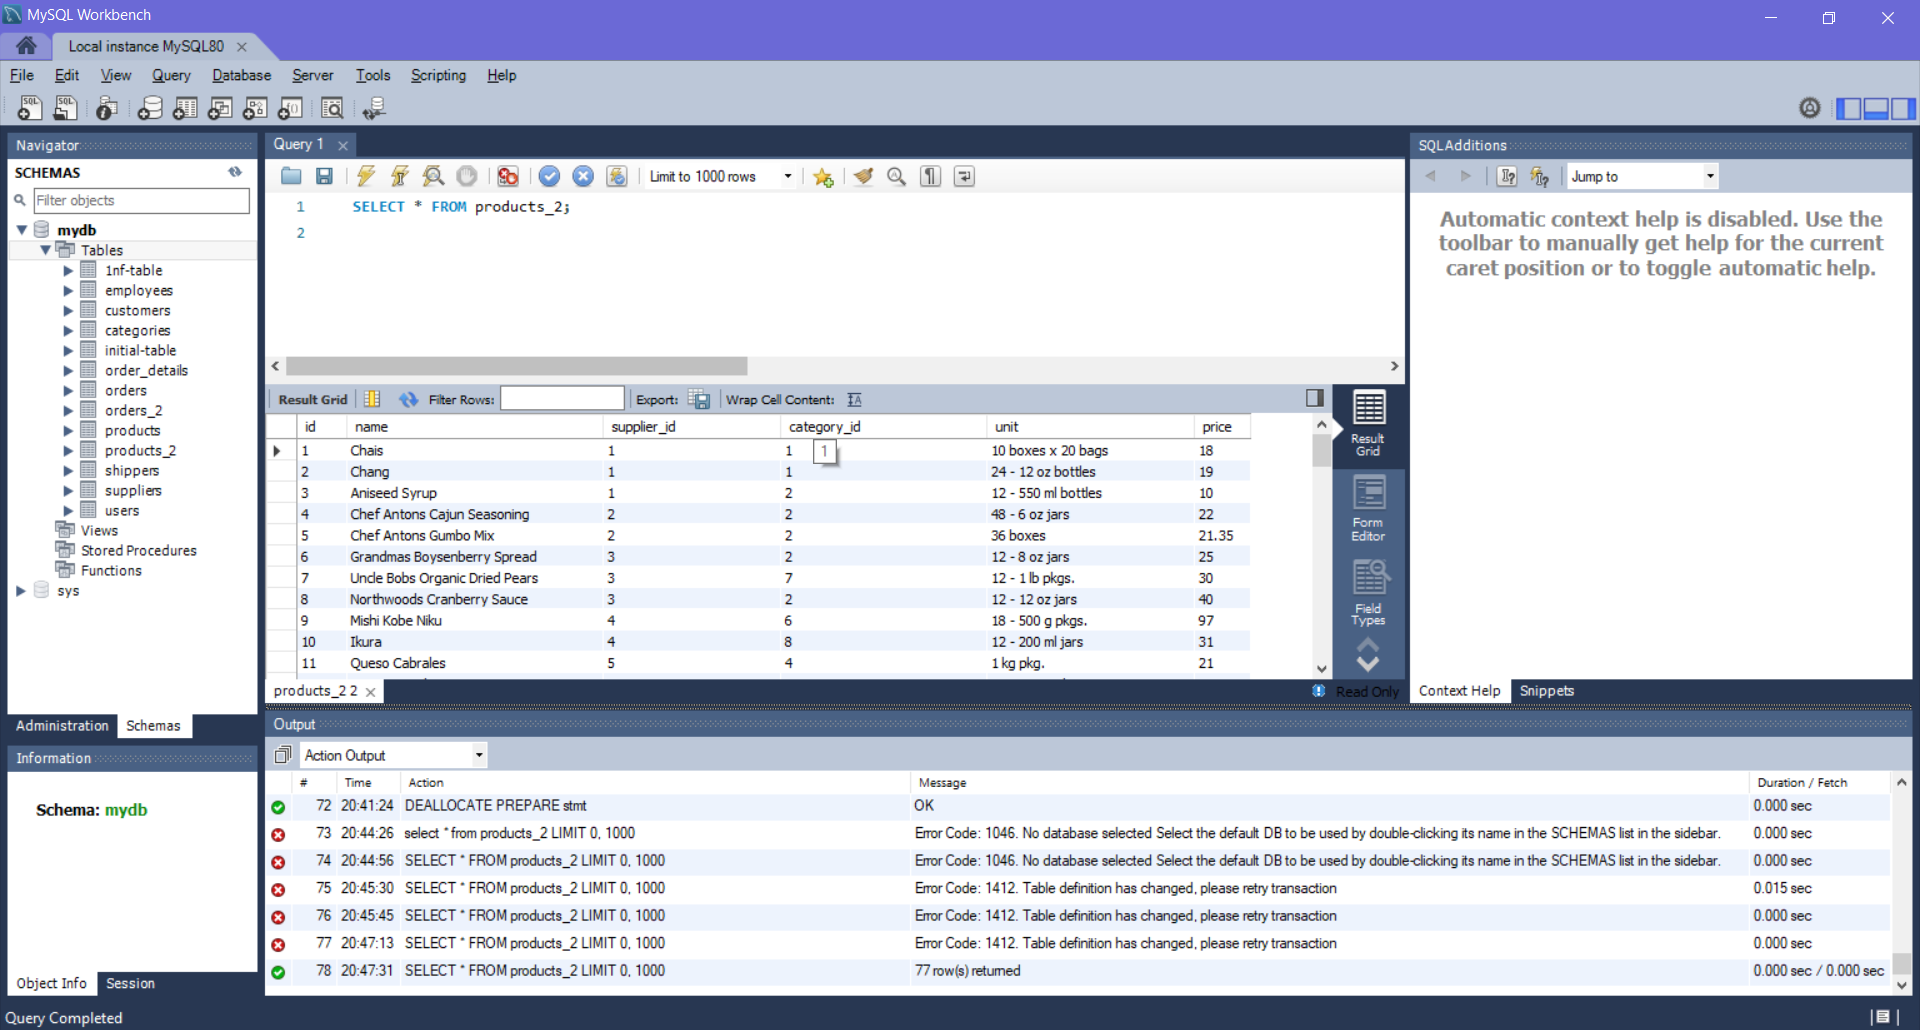 MySQL Workbench
Local instance MySQL80
File Edit View Query Database Server Tools Scripting Help
Navigator
SCHEMAS
Filter objects
mydb
Tables
1nf-table
employees
customers
categories
initial-table
order_details
orders
orders_2
products
products_2
shippers
suppliers
users
Views
Stored Procedures
Functions
sys
Administration Schemas
Information
Schema: mydb
Object Info Session
Query 1
Limit to 1000 rows
1 SELECT * FROM products_2;
2
Result Grid Filter Rows: Export: Wrap Cell Content:
id name supplier_id category_id unit price
1 Chais 1 1 10 boxes x 20 bags 18
1
2 Chang 1 1 24 - 12 oz bottles 19
3 Aniseed Syrup 1 2 12 - 550 ml bottles 10
4 Chef Antons Cajun Seasoning 2 2 48 - 6 oz jars 22
5 Chef Antons Gumbo Mix 2 2 36 boxes 21.35
6 Grandmas Boysenberry Spread 3 2 12 - 8 oz jars 25
7 Uncle Bobs Organic Dried Pears 3 7 12 - 1 lb pkgs. 30
8 Northwoods Cranberry Sauce 3 2 12 - 12 oz jars 40
9 Mishi Kobe Niku 4 6 18 - 500 g pkgs. 97
10 Ikura 4 8 12 - 200 ml jars 31
11 Queso Cabrales 5 4 1 kg pkg. 21
Result Grid
Form Editor
Field Types
products_2 2
Read Only
SQLAdditions
Jump to
Automatic context help is disabled. Use the
toolbar to manually get help for the current
caret position or to toggle automatic help.
Context Help Snippets
Output
Action Output
# Time Action Message Duration / Fetch
72 20:41:24 DEALLOCATE PREPARE stmt OK 0.000 sec
73 20:44:26 select * from products_2 LIMIT 0, 1000 Error Code: 1046. No database selected Select the default DB to be used by double-clicking its name in the SCHEMAS list in the sidebar. 0.000 sec
74 20:44:56 SELECT * FROM products_2 LIMIT 0, 1000 Error Code: 1046. No database selected Select the default DB to be used by double-clicking its name in the SCHEMAS list in the sidebar. 0.000 sec
75 20:45:30 SELECT * FROM products_2 LIMIT 0, 1000 Error Code: 1412. Table definition has changed, please retry transaction 0.015 sec
76 20:45:45 SELECT * FROM products_2 LIMIT 0, 1000 Error Code: 1412. Table definition has changed, please retry transaction 0.000 sec
77 20:47:13 SELECT * FROM products_2 LIMIT 0, 1000 Error Code: 1412. Table definition has changed, please retry transaction 0.000 sec
78 20:47:31 SELECT * FROM products_2 LIMIT 0, 1000 77 row(s) returned 0.000 sec / 0.000 sec
Query Completed